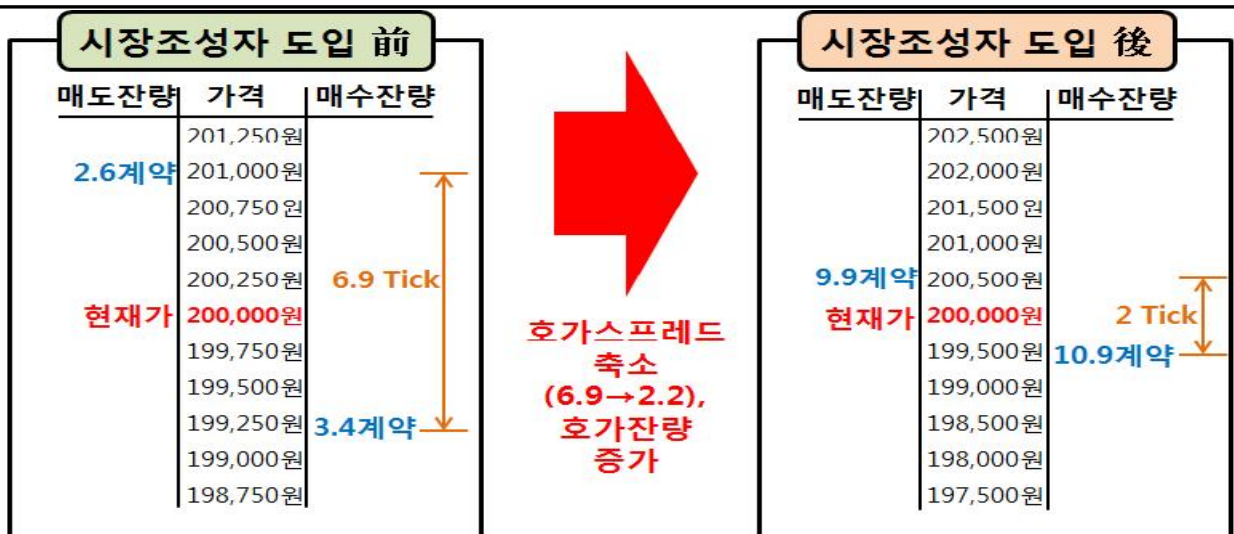 시장조성자 도입 前
매도잔량 가격 매수잔량
201,250원
2.6계약 201,000원
200,750원
200,500원
200,250원 6.9 Tick
현재가 200,000원
199,750원
199,500원
199,250원 3.4계약
199,000원
198,750원
호가스프레드
축소
(6.9→2.2),
호가잔량
증가
시장조성자 도입 後
매도잔량 가격 매수잔량
202,500원
202,000원
201,500원
201,000원
9.9계약 200,500원
현재가 200,000원 2 Tick
199,500원 10.9계약
199,000원
198,500원
198,000원
197,500원